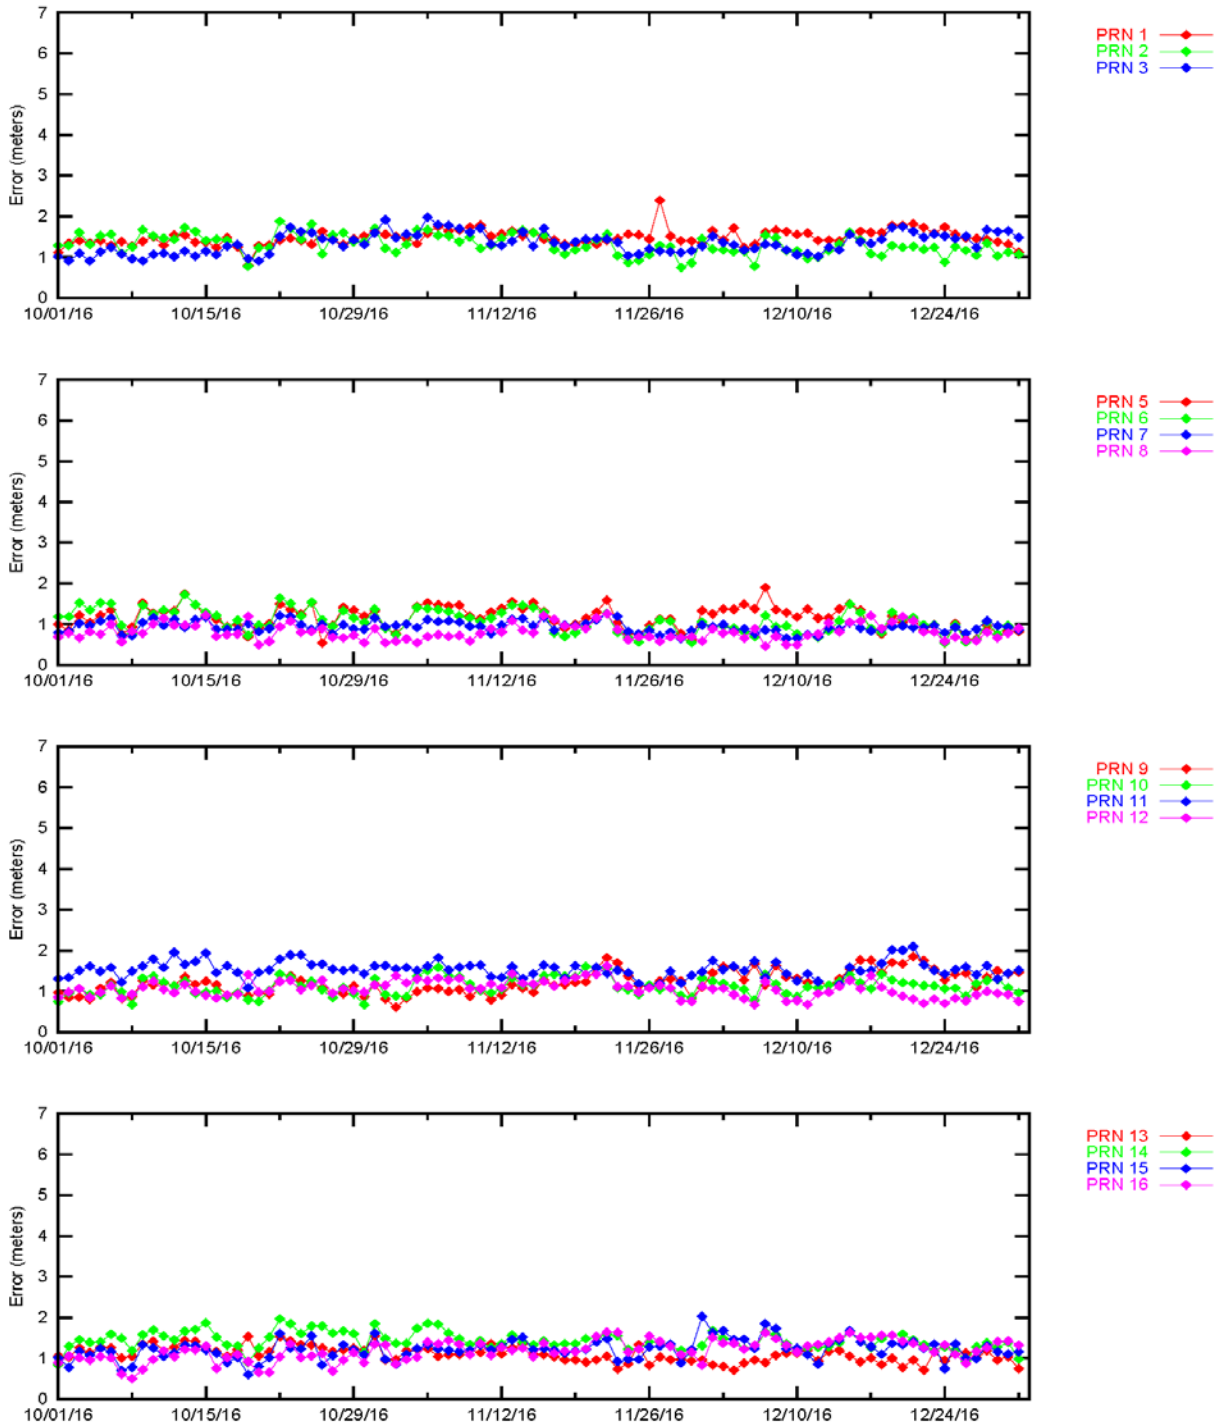 7
6
5
4
3
2
1
0
Error (meters)
10/01/16 10/15/16 10/29/16 11/12/16 11/26/16 12/10/16 12/24/16
PRN 1
PRN 2
PRN 3
7
6
5
4
3
2
1
0
Error (meters)
10/01/16 10/15/16 10/29/16 11/12/16 11/26/16 12/10/16 12/24/16
PRN 5
PRN 6
PRN 7
PRN 8
7
6
5
4
3
2
1
0
Error (meters)
10/01/16 10/15/16 10/29/16 11/12/16 11/26/16 12/10/16 12/24/16
PRN 9
PRN 10
PRN 11
PRN 12
7
6
5
4
3
2
1
0
Error (meters)
10/01/16 10/15/16 10/29/16 11/12/16 11/26/16 12/10/16 12/24/16
PRN 13
PRN 14
PRN 15
PRN 16